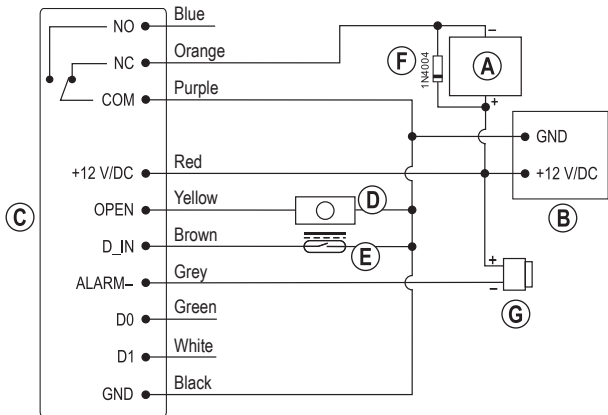 NO Blue
NC Orange
COM Purple
+12 V/DC Red
OPEN Yellow
D_IN Brown
ALARM– Grey
D0 Green
D1 White
GND Black
C
F
1N4004
–
A
+
GND
+12 V/DC
B
D
E
+
–
G